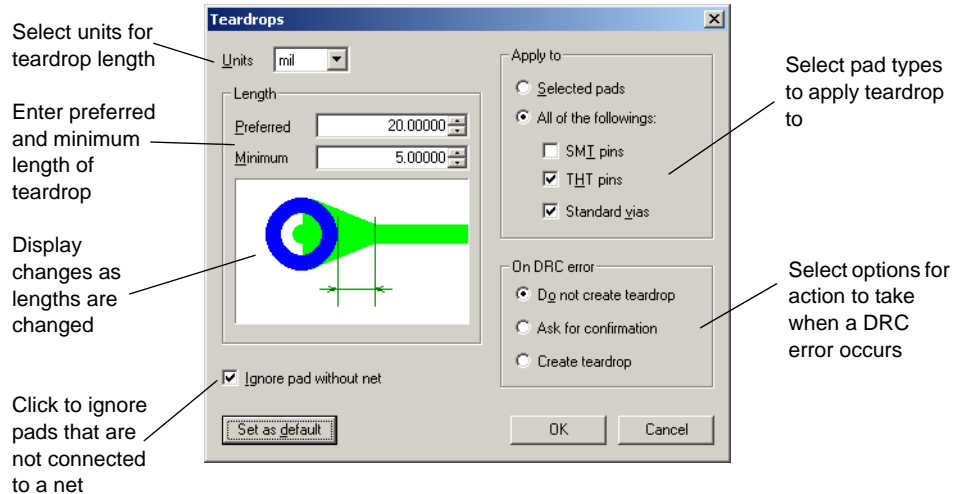 Select units for
teardrop length
Enter preferred
and minimum
length of
teardrop
Display
changes as
lengths are
changed
Click to ignore
pads that are
not connected
to a net
Teardrops
Units mil
Length
Preferred 20.00000
Minimum 5.00000
Ignore pad without net
Set as default
Apply to
Selected pads
All of the followings:
SMT pins
THT pins
Standard vias
On DRC error
Do not create teardrop
Ask for confirmation
Create teardrop
OK Cancel
Select pad types
to apply teardrop
to
Select options for
action to take
when a DRC
error occurs